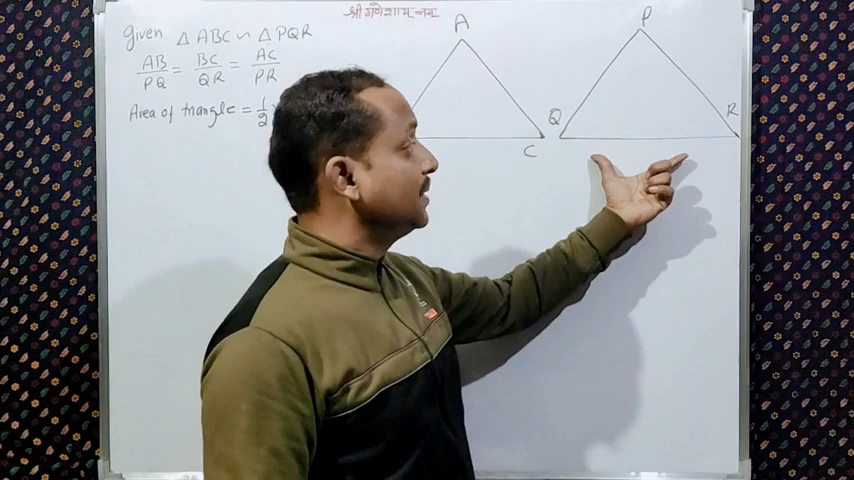 श्री गणेशाय नमः
given △ABC ~ △PQR
AB/PQ = BC/QR = AC/PR
Area of triangle = 1/2
A
C
P
Q
R